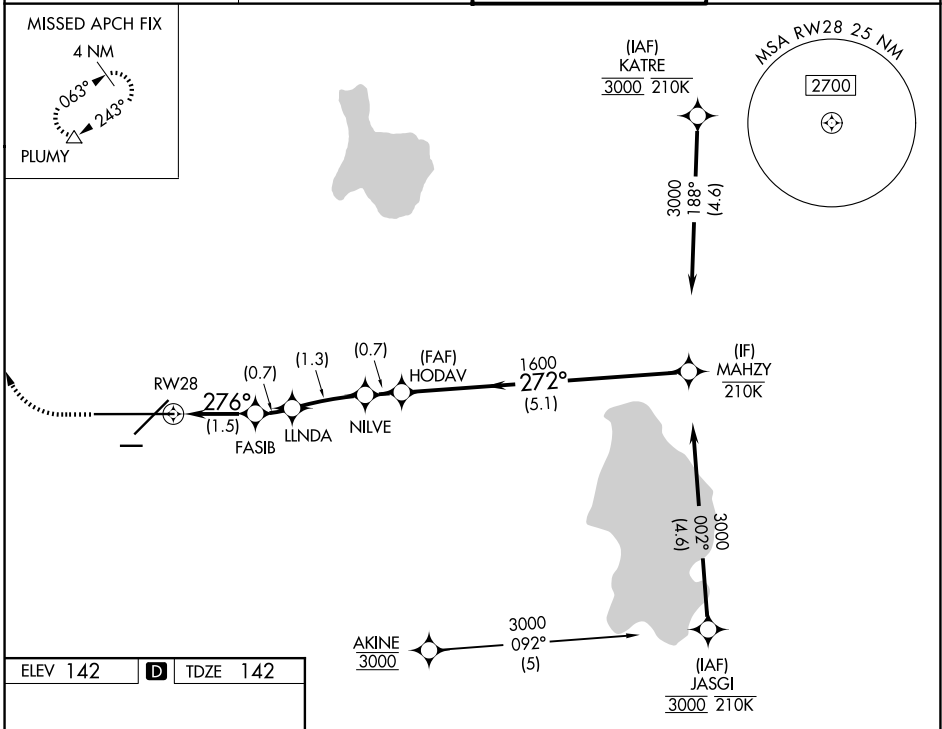 MISSED APCH FIX
4 NM
063°
243°
PLUMY
(IAF)
KATRE
3000 210K
MSA RW28 25 NM
2700
3000
188°
(4.6)
RW28
276°
(1.5)
(0.7)
FASIB
LLNDA
(1.3)
NILVE
(0.7)
(FAF)
HODAV
1600
272°
(5.1)
(IF)
MAHZY
210K
3000
002°
(4.6)
AKINE
3000
3000
092°
(5)
(IAF)
JASGI
3000 210K
ELEV 142 D TDZE 142